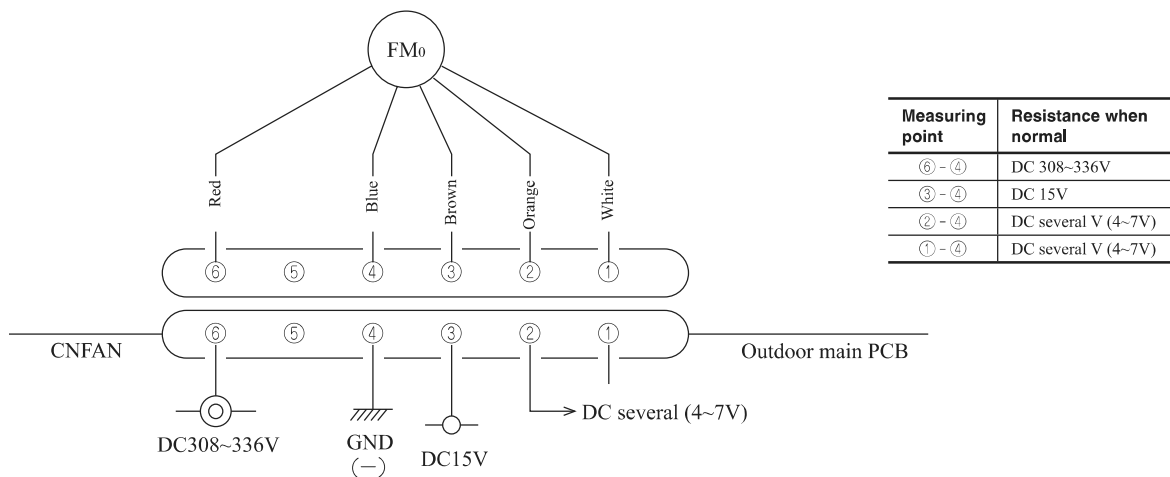 FM₀
Red
Blue
Brown
Orange
White
⑥ ⑤ ④ ③ ② ①
⑥ ⑤ ④ ③ ② ①
CNFAN
Outdoor main PCB
DC308~336V
GND
(−)
DC15V
DC several (4~7V)
Measuring point Resistance when normal
⑥ - ④ DC 308~336V
③ - ④ DC 15V
② - ④ DC several V (4~7V)
① - ④ DC several V (4~7V)